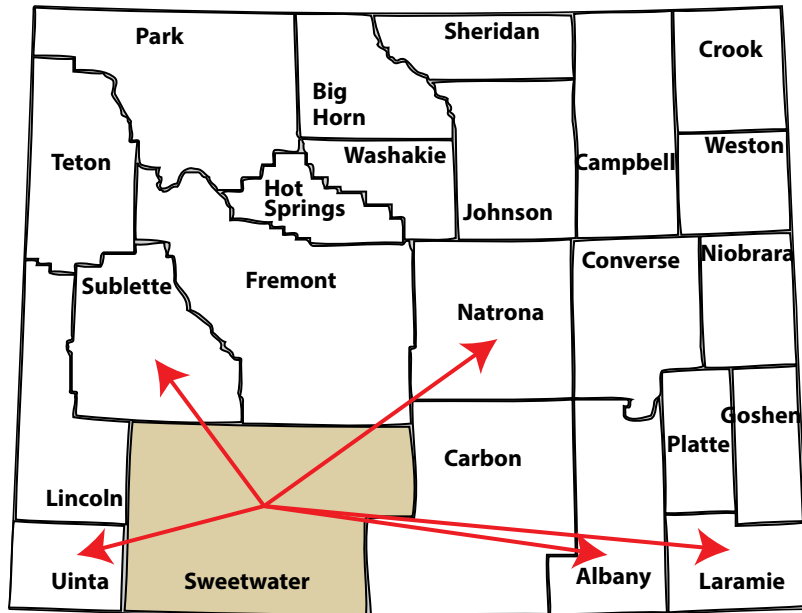 Park
Sheridan
Crook
Big
Horn
Teton
Washakie
Campbell
Weston
Hot
Springs
Johnson
Sublette
Fremont
Converse
Niobrara
Natrona
Goshen
Platte
Carbon
Lincoln
Uinta
Sweetwater
Albany
Laramie